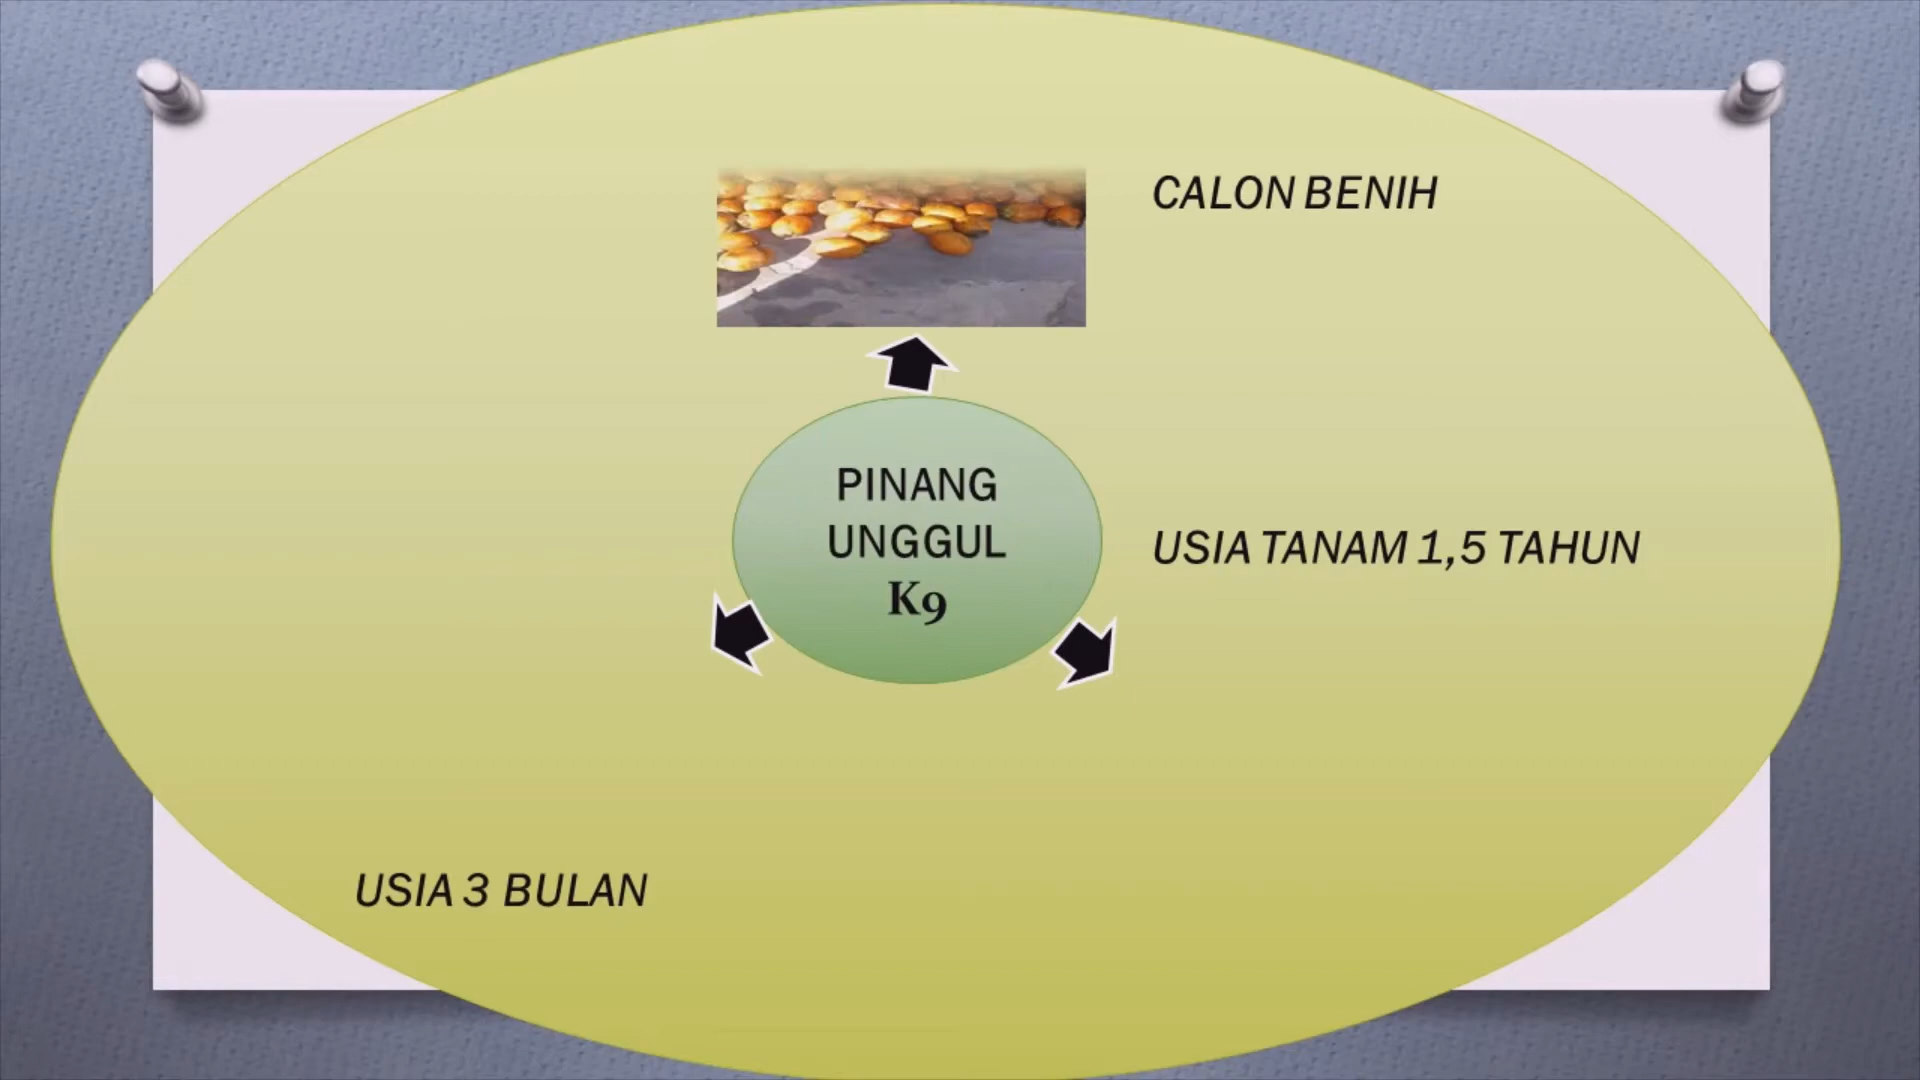 CALON BENIH
PINANG
UNGGUL
K9
USIA TANAM 1,5 TAHUN
USIA 3 BULAN